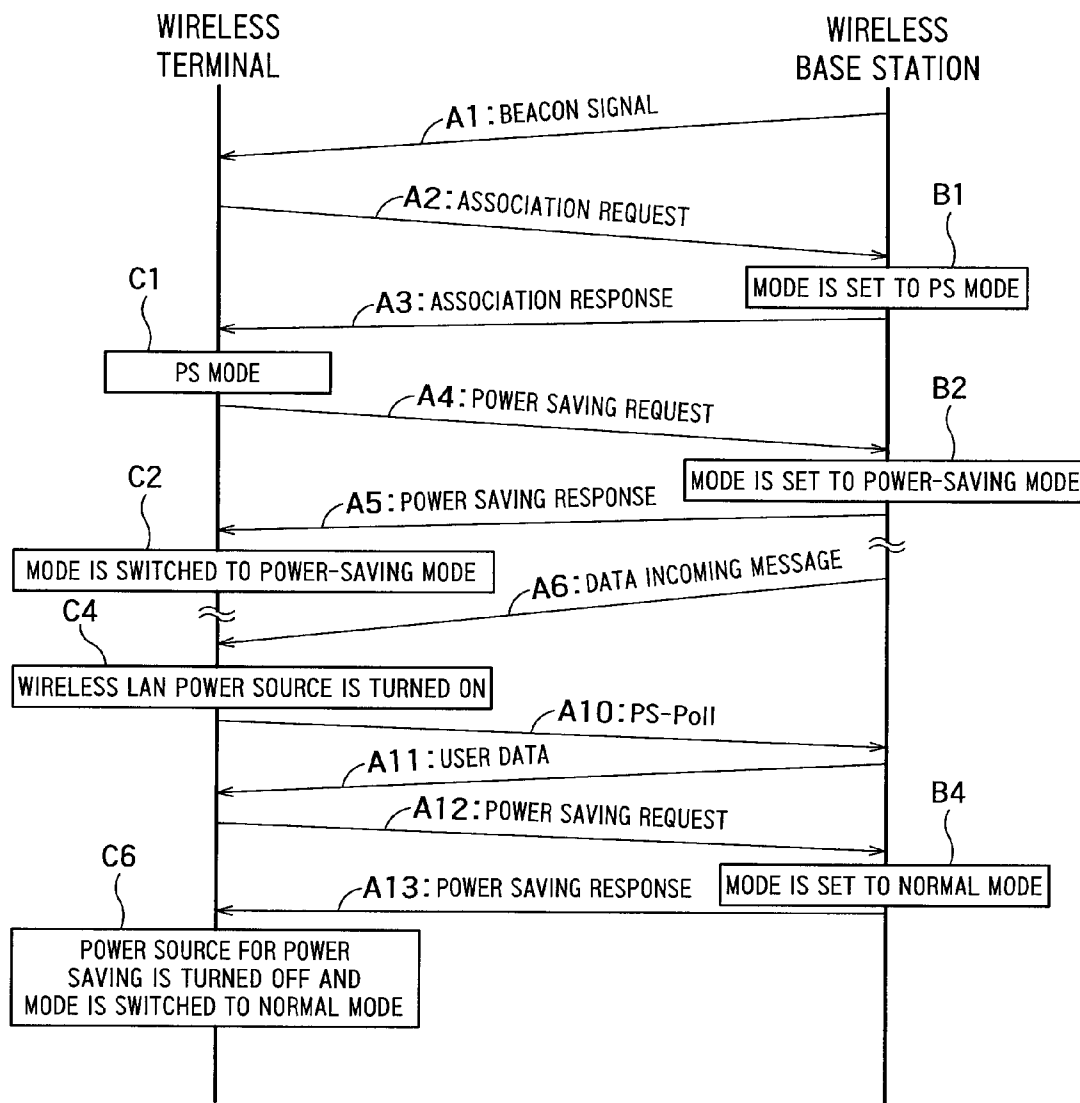 WIRELESS
TERMINAL
WIRELESS
BASE STATION
A1: BEACON SIGNAL
A2: ASSOCIATION REQUEST
B1
MODE IS SET TO PS MODE
C1
A3: ASSOCIATION RESPONSE
PS MODE
A4: POWER SAVING REQUEST
B2
MODE IS SET TO POWER-SAVING MODE
C2
A5: POWER SAVING RESPONSE
MODE IS SWITCHED TO POWER-SAVING MODE
A6: DATA INCOMING MESSAGE
C4
WIRELESS LAN POWER SOURCE IS TURNED ON
A10: PS-Poll
A11: USER DATA
A12: POWER SAVING REQUEST
B4
MODE IS SET TO NORMAL MODE
C6
A13: POWER SAVING RESPONSE
POWER SOURCE FOR POWER
SAVING IS TURNED OFF AND
MODE IS SWITCHED TO NORMAL MODE